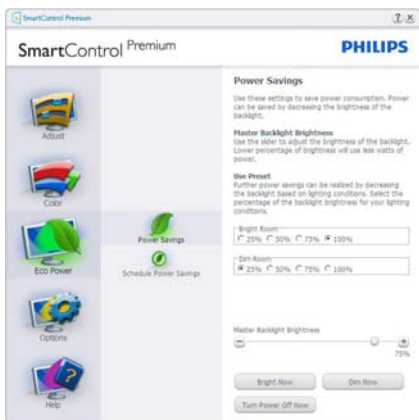 SmartControl Premium
SmartControl Premium
PHILIPS
Adjust
Color
Eco Power
Options
Help
Power Savings
Schedule Power Savings
Power Savings
Use these settings to save power consumption. Power
can be saved by decreasing the brightness of the
backlight.
Master Backlight Brightness
Use the slider to adjust the brightness of the backlight.
Lower percentage of brightness will use less watts of
power.
Use Preset
Further power savings can be realized by decreasing
the backlight based on lighting conditions. Select the
percentage of the backlight brightness for your lighting
conditions.
Bright Room
25% 50% 75% 100%
Dim Room
25% 50% 75% 100%
Master Backlight Brightness
75%
Bright Now
Dim Now
Turn Power Off Now